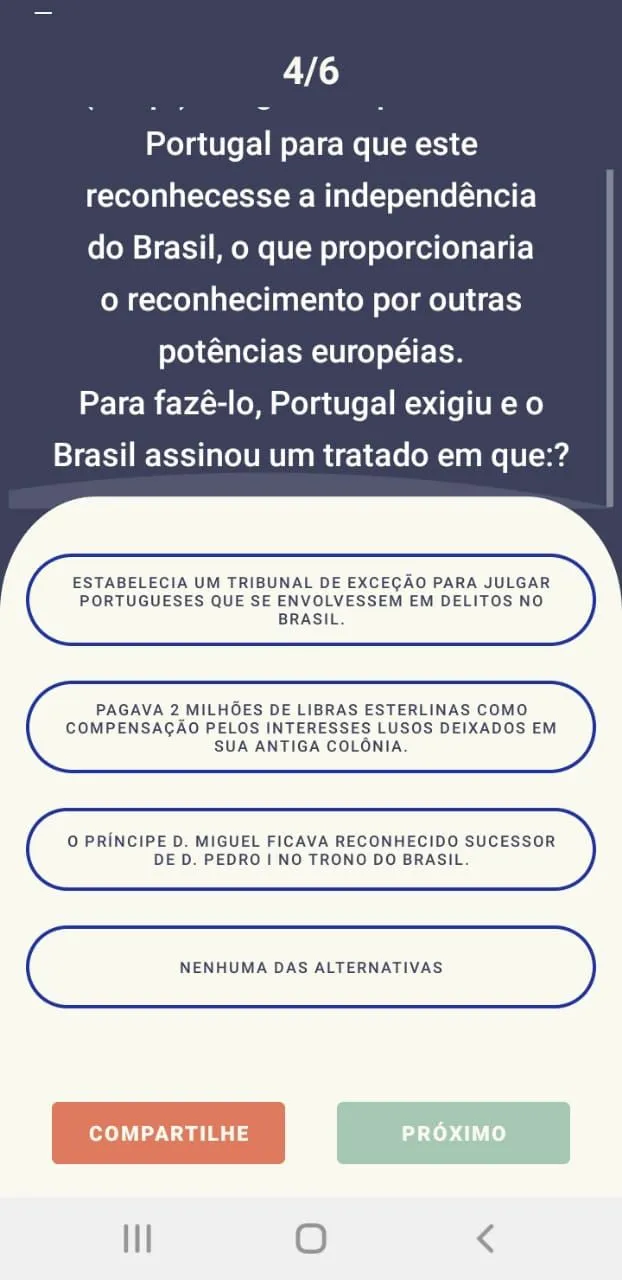 4/6
Portugal para que este
reconhecesse a independência
do Brasil, o que proporcionaria
o reconhecimento por outras
potências européias.
Para fazê-lo, Portugal exigiu e o
Brasil assinou um tratado em que:?
ESTABELECIA UM TRIBUNAL DE EXCEÇÃO PARA JULGAR
PORTUGUESES QUE SE ENVOLVESSEM EM DELITOS NO
BRASIL.
PAGAVA 2 MILHÕES DE LIBRAS ESTERLINAS COMO
COMPENSAÇÃO PELOS INTERESSES LUSOS DEIXADOS EM
SUA ANTIGA COLÔNIA.
O PRÍNCIPE D. MIGUEL FICAVA RECONHECIDO SUCESSOR
DE D. PEDRO I NO TRONO DO BRASIL.
NENHUMA DAS ALTERNATIVAS
COMPARTILHE
PRÓXIMO